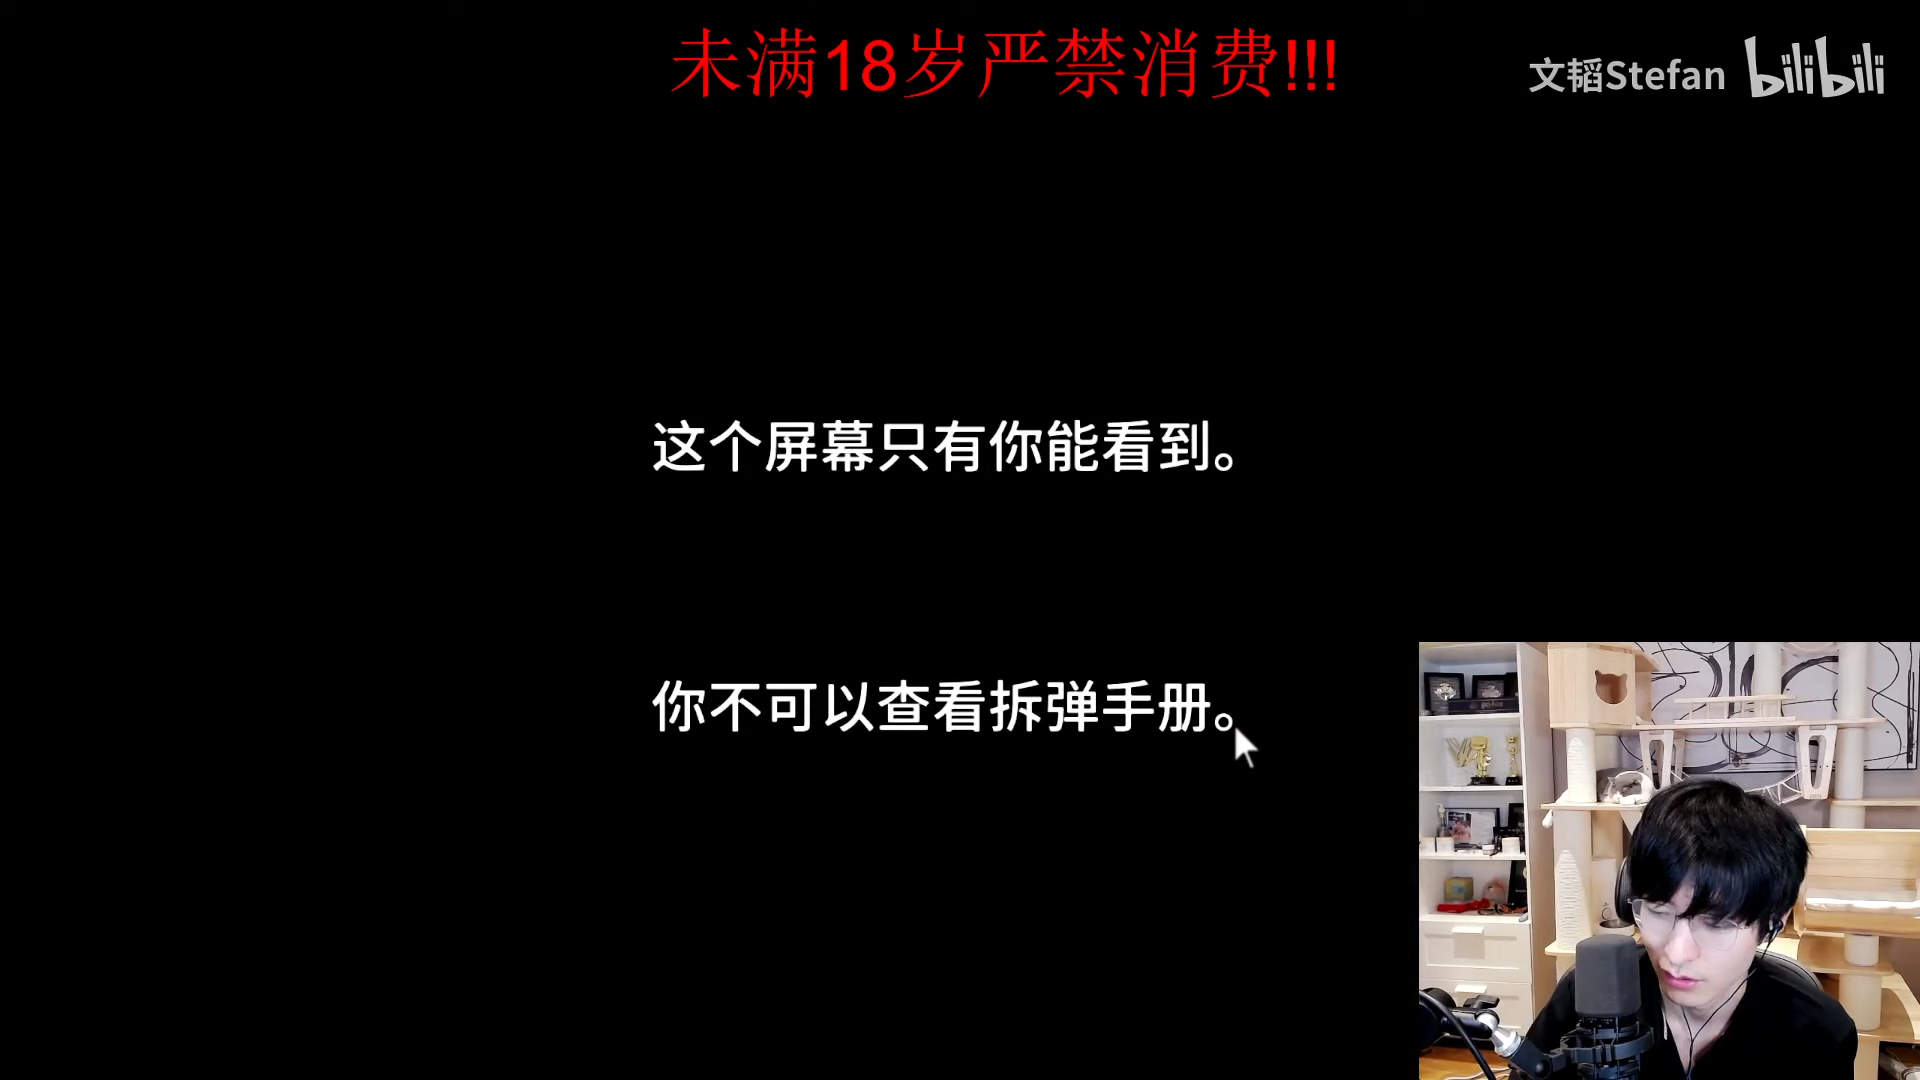 未满18岁严禁消费!!!
文韬Stefan bilibili
这个屏幕只有你能看到。
你不可以查看拆弹手册。